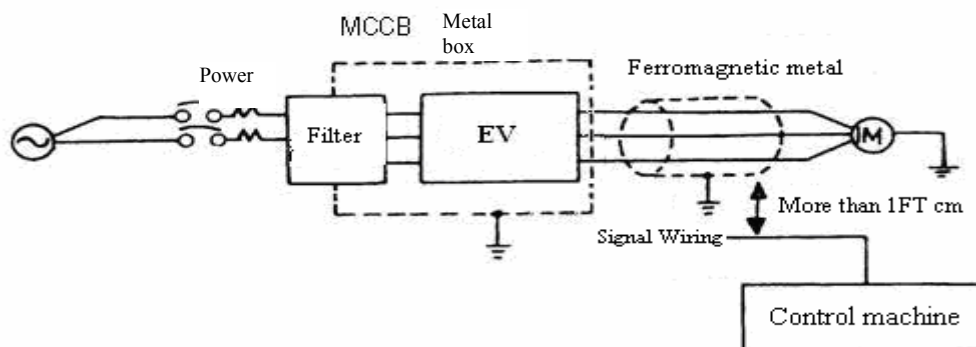 MCCB
Metal
box
Power
Ferromagnetic metal
Filter
EV
M
More than 1FT cm
Signal Wiring
Control machine